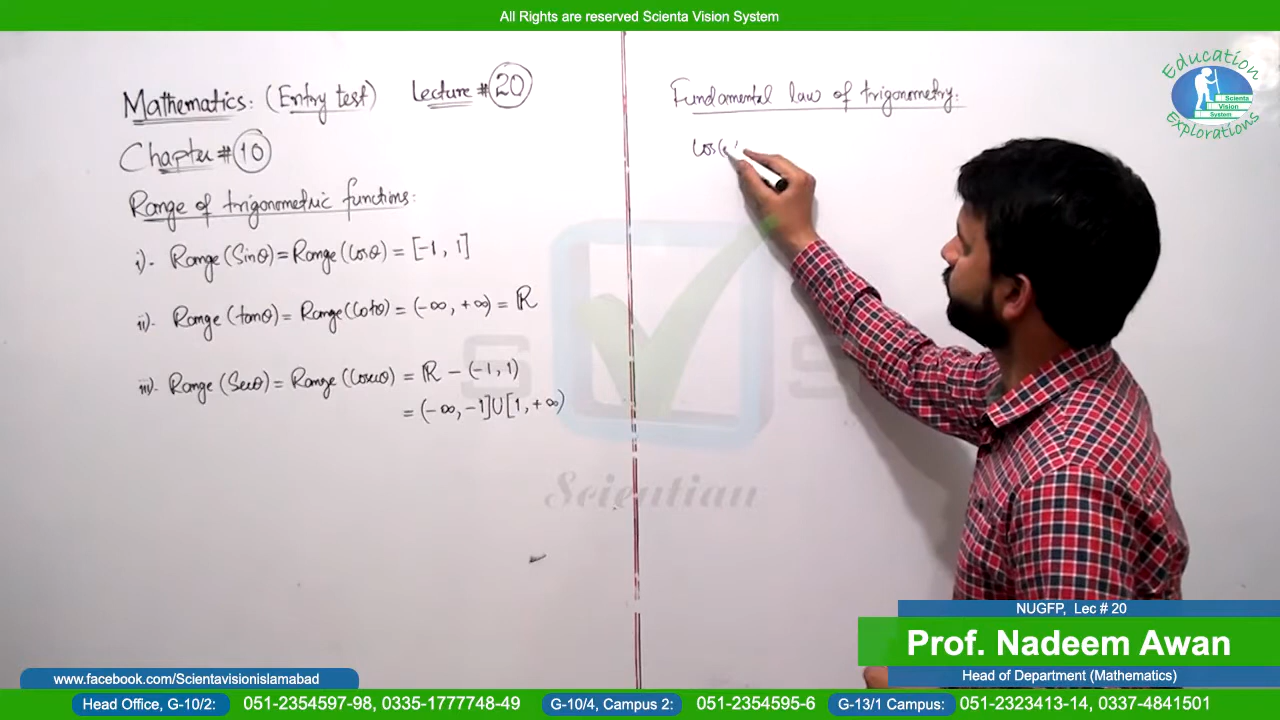 All Rights are reserved Scienta Vision System
Mathematics: (Entry test) Lecture # 20
Chapter # 10
Range of trigonometric functions:
i)- Range (Sinθ) = Range (Cosθ) = [-1, 1]
ii)- Range (tanθ) = Range (Cotθ) = (-∞, +∞) = ℝ
iii)- Range (Secθ) = Range (Cosecθ) = ℝ - (-1, 1)
= (-∞, -1]U[1, +∞)
Fundamental law of trigonometry:
Cos(
Education
Scienta
Vision
System
Explorations
S
S
Scientian
NUGFP, Lec # 20
Prof. Nadeem Awan
Head of Department (Mathematics)
www.facebook.com/Scientavisionislamabad
Head Office, G-10/2: 051-2354597-98, 0335-1777748-49 G-10/4, Campus 2: 051-2354595-6 G-13/1 Campus: 051-2323413-14, 0337-4841501